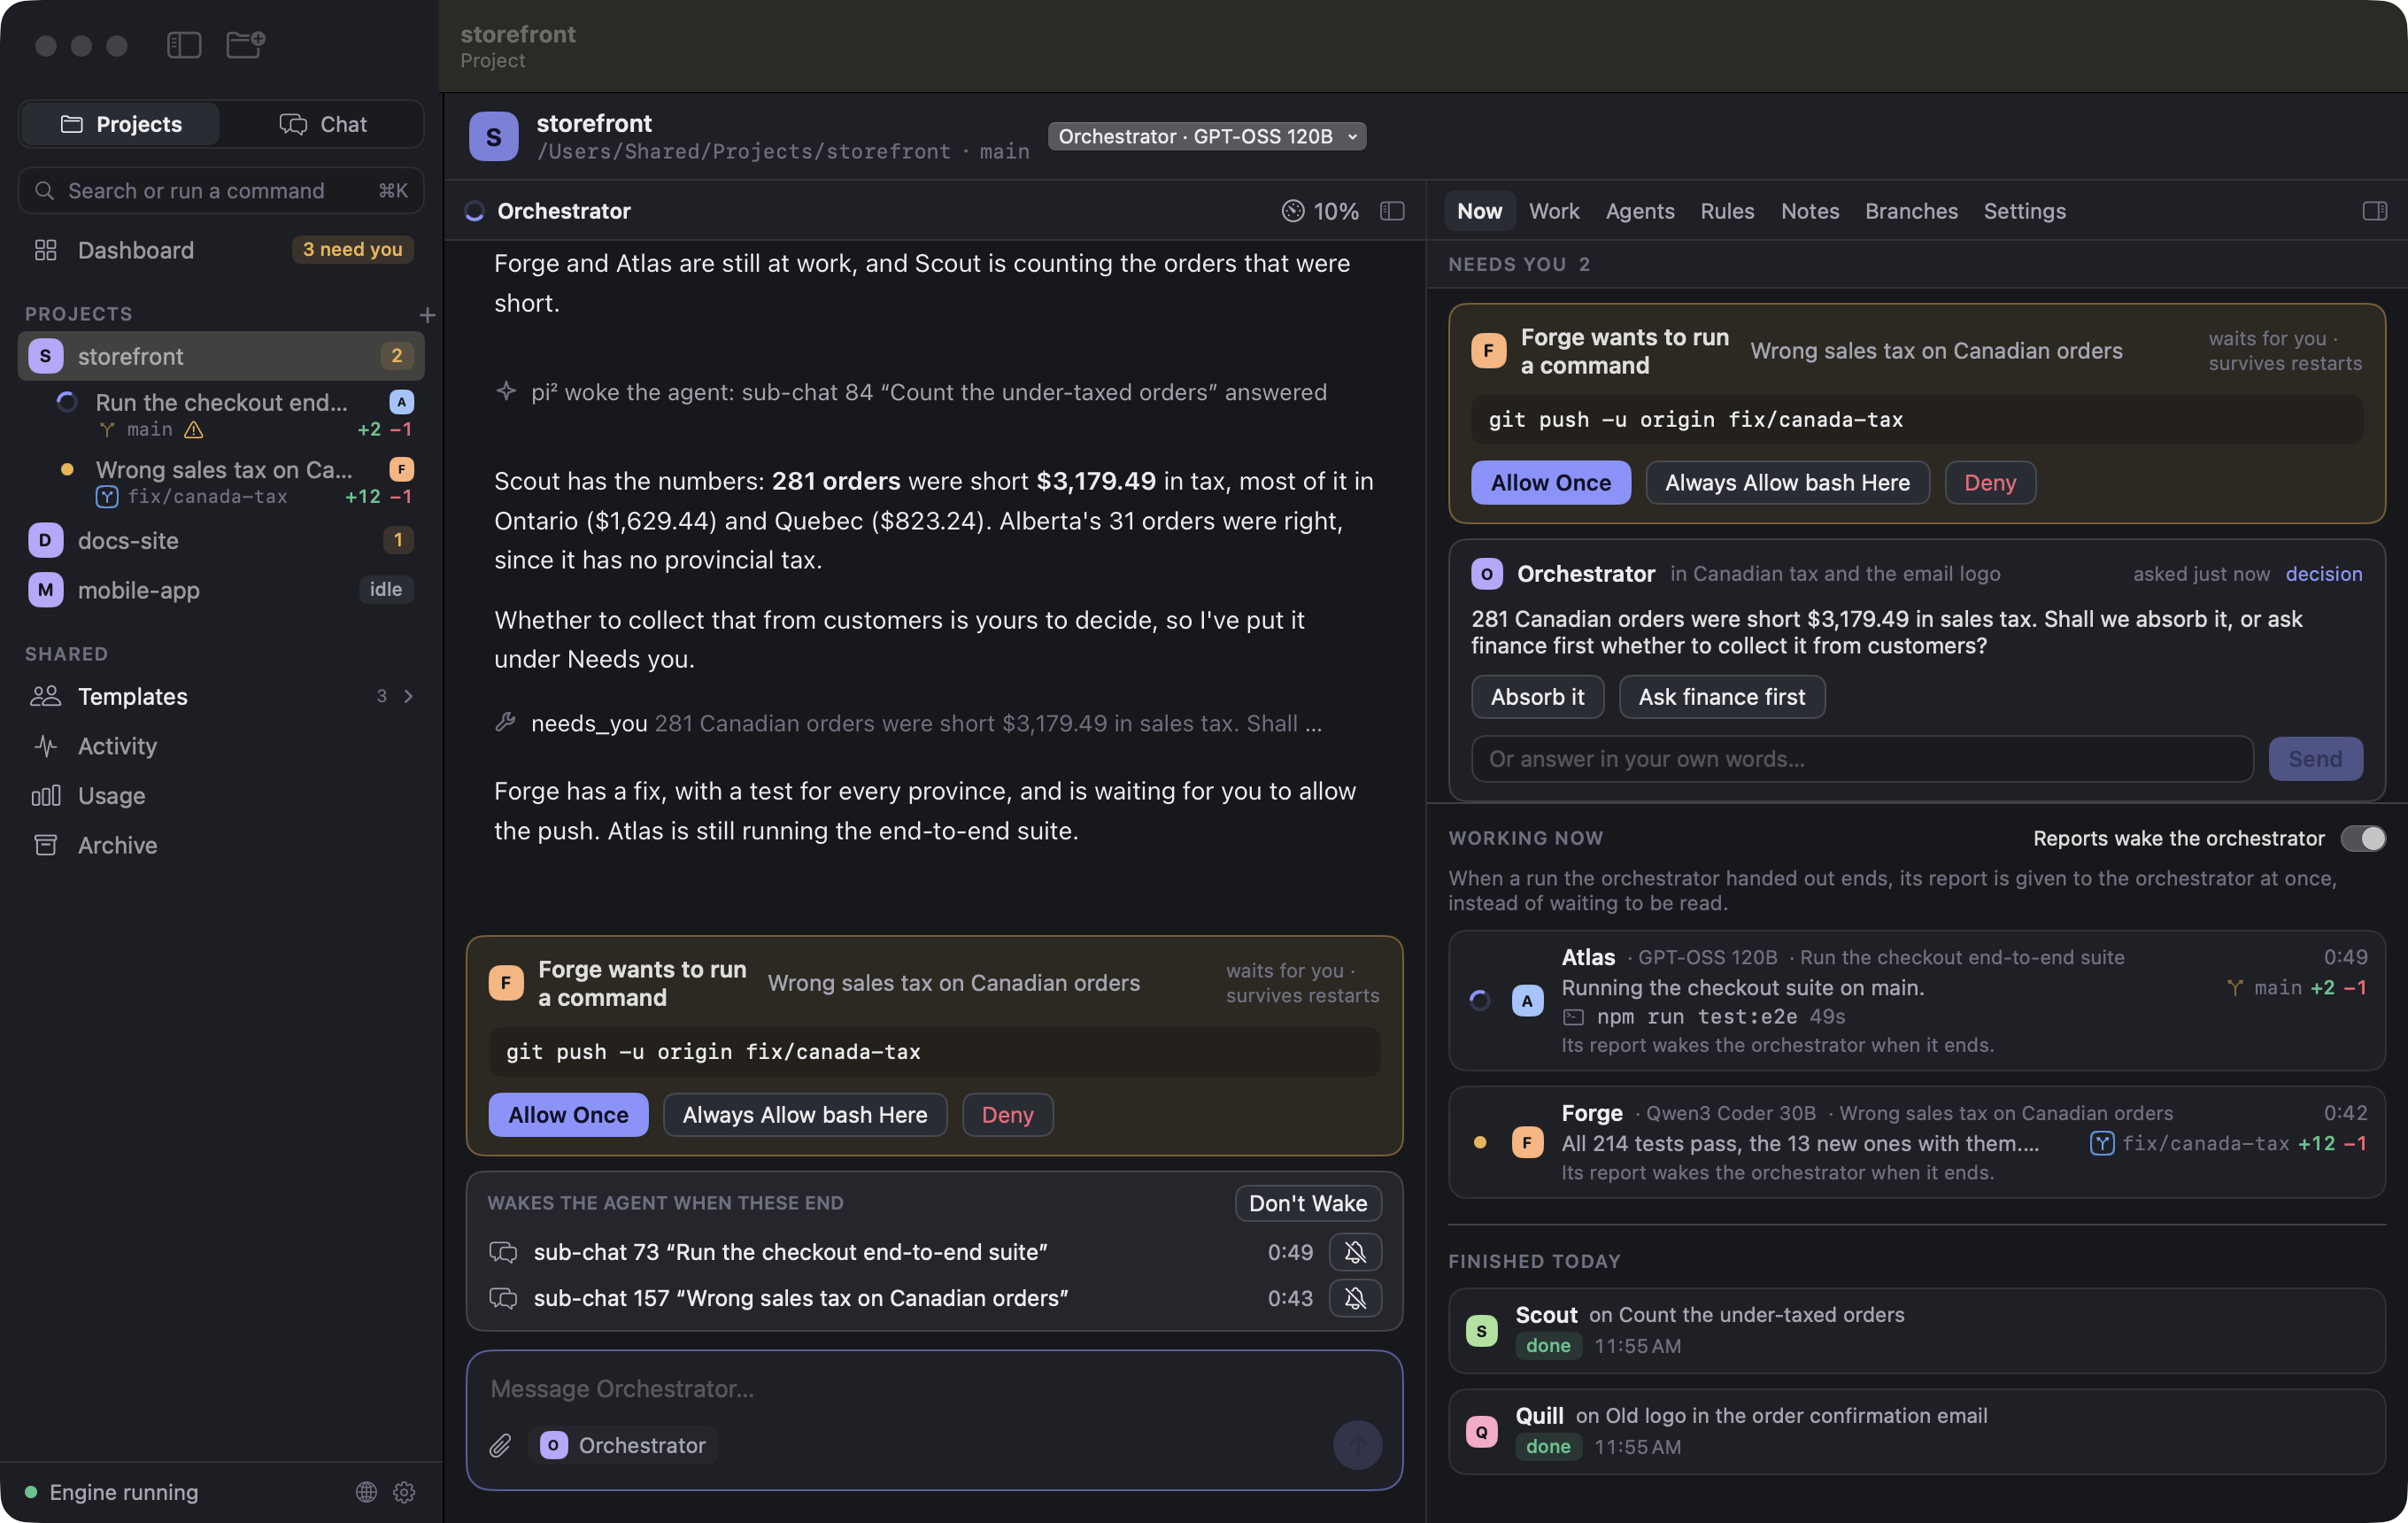 storefront
Project
Projects
Chat
Search or run a command ⌘K
Dashboard
3 need you
PROJECTS
S storefront 2
Run the checkout end... A
main +2 −1
Wrong sales tax on Ca... F
fix/canada-tax +12 −1
D docs-site 1
M mobile-app idle
SHARED
Templates 3
Activity
Usage
Archive
Engine running
S
storefront
/Users/Shared/Projects/storefront · main
Orchestrator · GPT-OSS 120B
Orchestrator
10%
Forge and Atlas are still at work, and Scout is counting the orders that were
short.
pi² woke the agent: sub-chat 84 “Count the under-taxed orders” answered
Scout has the numbers: 281 orders were short $3,179.49 in tax, most of it in
Ontario ($1,629.44) and Quebec ($823.24). Alberta's 31 orders were right,
since it has no provincial tax.
Whether to collect that from customers is yours to decide, so I've put it
under Needs you.
needs_you 281 Canadian orders were short $3,179.49 in sales tax. Shall ...
Forge has a fix, with a test for every province, and is waiting for you to allow
the push. Atlas is still running the end-to-end suite.
F
Forge wants to run
a command
Wrong sales tax on Canadian orders
waits for you ·
survives restarts
git push -u origin fix/canada-tax
Allow Once
Always Allow bash Here
Deny
WAKES THE AGENT WHEN THESE END
Don't Wake
sub-chat 73 “Run the checkout end-to-end suite” 0:49
sub-chat 157 “Wrong sales tax on Canadian orders” 0:43
Message Orchestrator...
O Orchestrator
Now Work Agents Rules Notes Branches Settings
NEEDS YOU 2
F
Forge wants to run
a command
Wrong sales tax on Canadian orders
waits for you ·
survives restarts
git push -u origin fix/canada-tax
Allow Once
Always Allow bash Here
Deny
O Orchestrator in Canadian tax and the email logo asked just now decision
281 Canadian orders were short $3,179.49 in sales tax. Shall we absorb it, or ask
finance first whether to collect it from customers?
Absorb it
Ask finance first
Or answer in your own words...
Send
WORKING NOW
Reports wake the orchestrator
When a run the orchestrator handed out ends, its report is given to the orchestrator at once,
instead of waiting to be read.
A
Atlas · GPT-OSS 120B · Run the checkout end-to-end suite 0:49
Running the checkout suite on main. main +2 −1
npm run test:e2e 49s
Its report wakes the orchestrator when it ends.
F
Forge · Qwen3 Coder 30B · Wrong sales tax on Canadian orders 0:42
All 214 tests pass, the 13 new ones with them.... fix/canada-tax +12 −1
Its report wakes the orchestrator when it ends.
FINISHED TODAY
S
Scout on Count the under-taxed orders
done 11:55 AM
Q
Quill on Old logo in the order confirmation email
done 11:55 AM